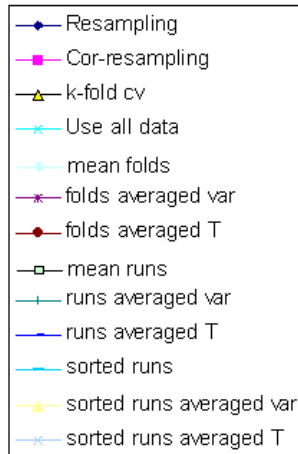 Resampling
Cor-resampling
k-fold cv
Use all data
mean folds
folds averaged var
folds averaged T
mean runs
runs averaged var
runs averaged T
sorted runs
sorted runs averaged var
sorted runs averaged T